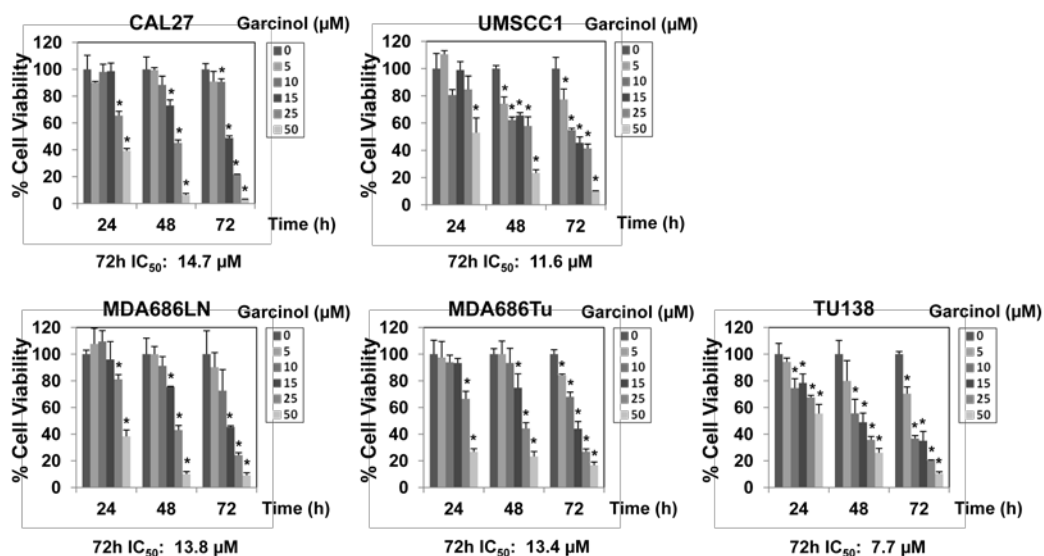 CAL27
Garcinol (µM)
% Cell Viability
120
100
80
60
40
20
0
* * * * * * * * *
0
5
10
15
25
50
24 48 72 Time (h)
72h IC50: 14.7 µM
UMSCC1
Garcinol (µM)
% Cell Viability
120
100
80
60
40
20
0
* * * * * * * * * * *
0
5
10
15
25
50
24 48 72 Time (h)
72h IC50: 11.6 µM
MDA686LN
Garcinol (µM)
% Cell Viability
120
100
80
60
40
20
0
* * * * * * * *
0
5
10
15
25
50
24 48 72 Time (h)
72h IC50: 13.8 µM
MDA686Tu
Garcinol (µM)
% Cell Viability
120
100
80
60
40
20
0
* * * * * * * * * *
0
5
10
15
25
50
24 48 72 Time (h)
72h IC50: 13.4 µM
TU138
Garcinol (µM)
% Cell Viability
120
100
80
60
40
20
0
* * * * * * * * * * * * *
0
5
10
15
25
50
24 48 72 Time (h)
72h IC50: 7.7 µM